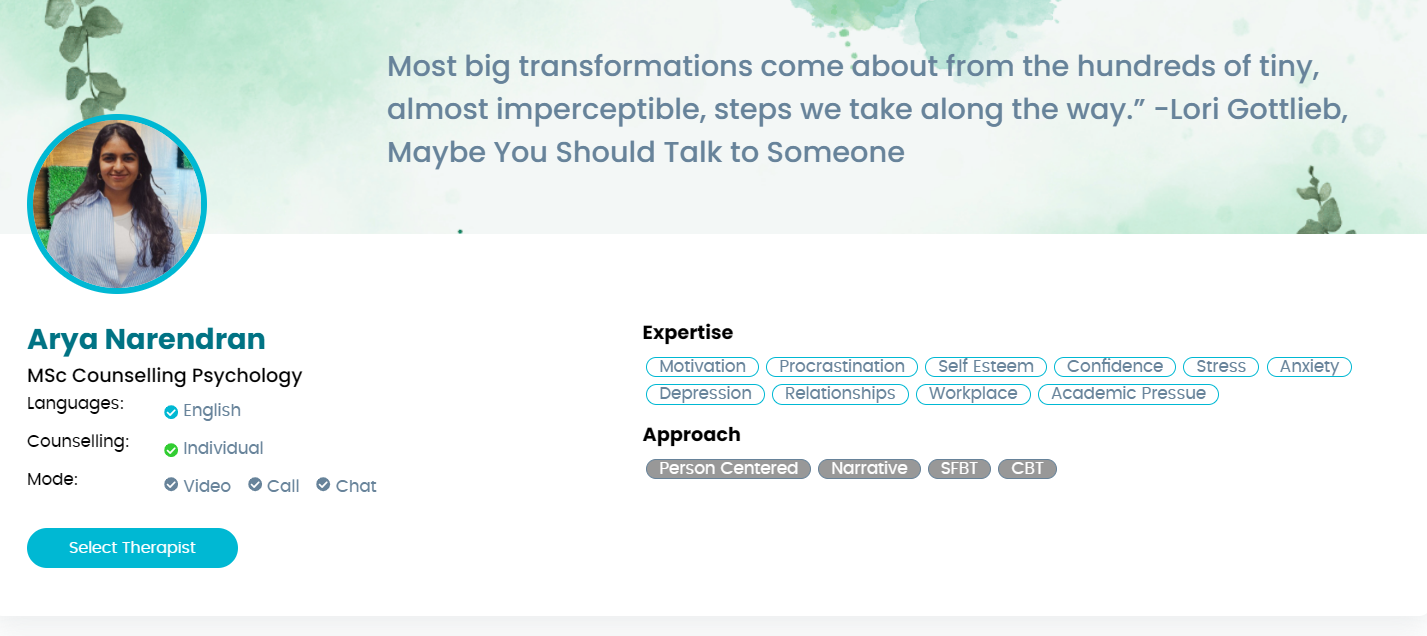 Most big transformations come about from the hundreds of tiny,
almost imperceptible, steps we take along the way.” -Lori Gottlieb,
Maybe You Should Talk to Someone
Arya Narendran
MSc Counselling Psychology
Languages: English
Counselling: Individual
Mode: Video Call Chat
Select Therapist
Expertise
Motivation Procrastination Self Esteem Confidence Stress Anxiety
Depression Relationships Workplace Academic Pressue
Approach
Person Centered Narrative SFBT CBT